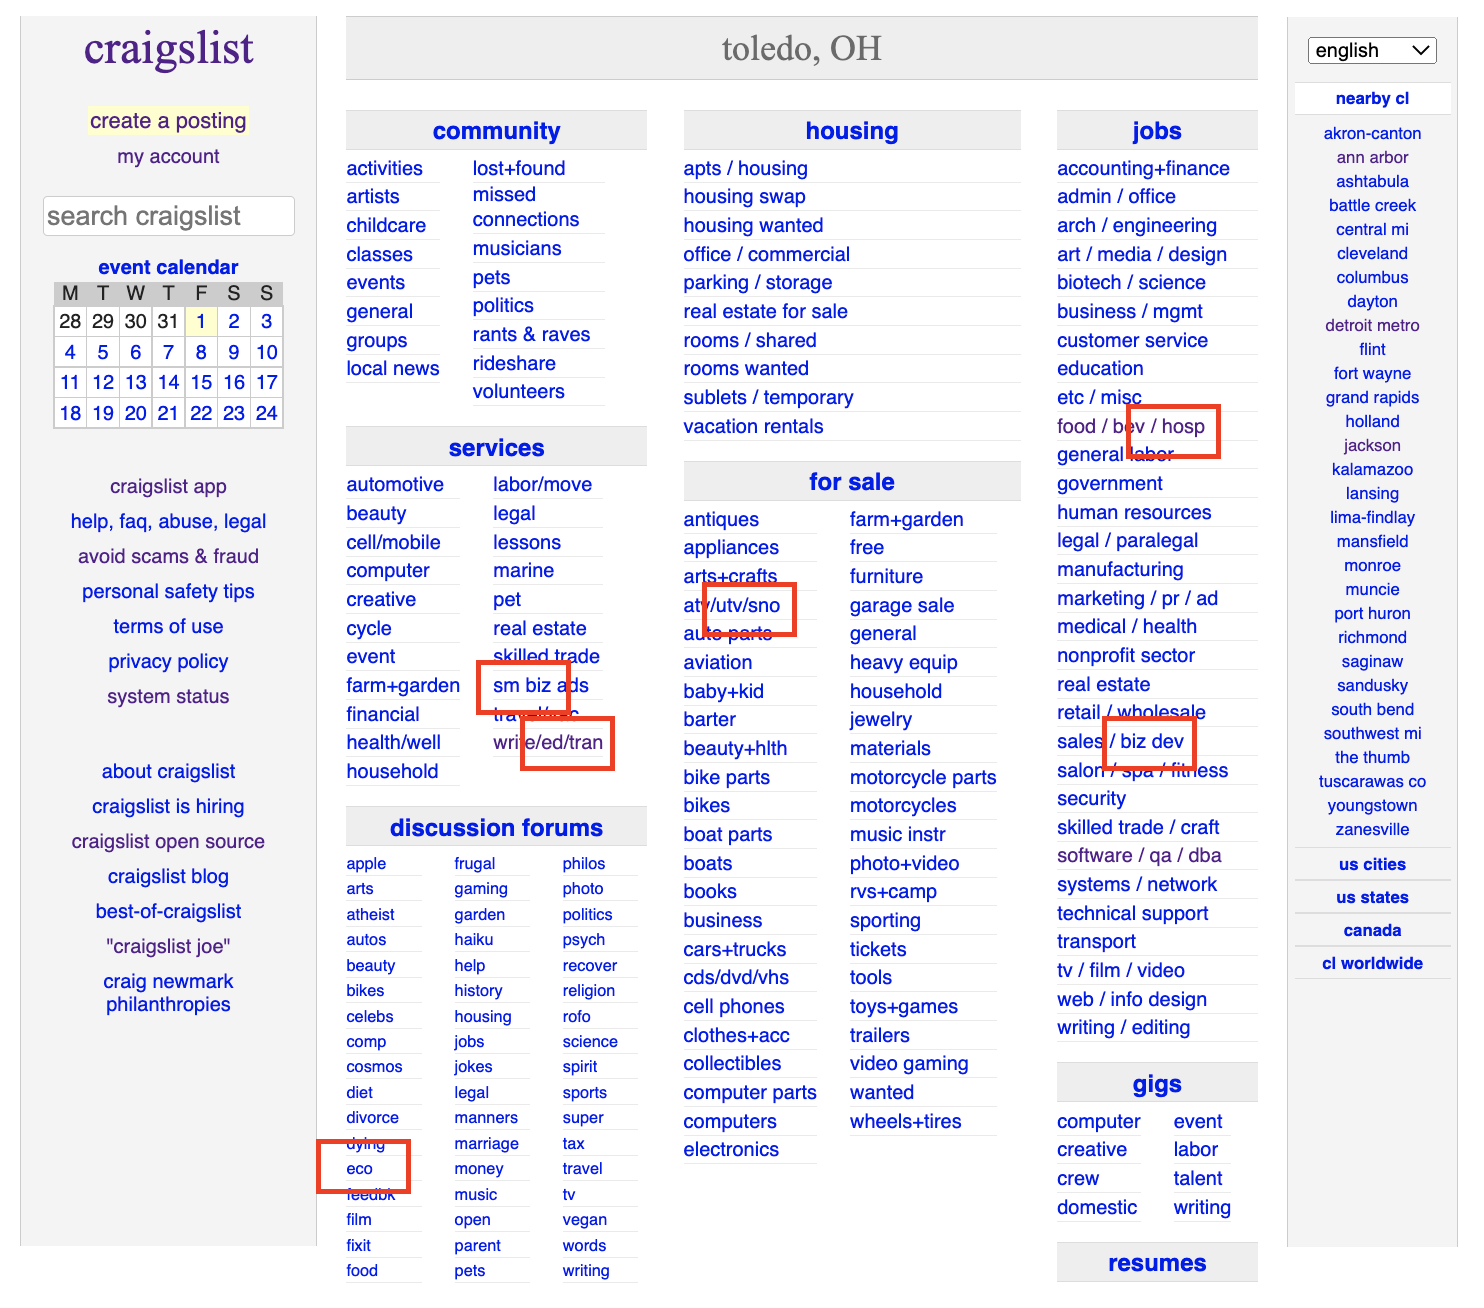 craigslist
create a posting
my account
search craigslist
event calendar
M T W T F S S
28 29 30 31 1 2 3
4 5 6 7 8 9 10
11 12 13 14 15 16 17
18 19 20 21 22 23 24
craigslist app
help, faq, abuse, legal
avoid scams & fraud
personal safety tips
terms of use
privacy policy
system status
about craigslist
craigslist is hiring
craigslist open source
craigslist blog
best-of-craigslist
"craigslist joe"
craig newmark
philanthropies
toledo, OH
community
activities
artists
childcare
classes
events
general
groups
local news
lost+found
missed
connections
musicians
pets
politics
rants & raves
rideshare
volunteers
services
automotive
beauty
cell/mobile
computer
creative
cycle
event
farm+garden
financial
health/well
household
labor/move
legal
lessons
marine
pet
real estate
skilled trade
sm biz ads
travel/vac
write/ed/tran
discussion forums
apple
arts
atheist
autos
beauty
bikes
celebs
comp
cosmos
diet
divorce
dying
eco
feedbk
film
fixit
food
frugal
gaming
garden
haiku
help
history
housing
jobs
jokes
legal
manners
marriage
money
music
open
parent
pets
philos
photo
politics
psych
recover
religion
rofo
science
spirit
sports
super
tax
travel
tv
vegan
words
writing
housing
apts / housing
housing swap
housing wanted
office / commercial
parking / storage
real estate for sale
rooms / shared
rooms wanted
sublets / temporary
vacation rentals
for sale
antiques
appliances
arts+crafts
atv/utv/sno
auto parts
aviation
baby+kid
barter
beauty+hlth
bike parts
bikes
boat parts
boats
books
business
cars+trucks
cds/dvd/vhs
cell phones
clothes+acc
collectibles
computer parts
computers
electronics
farm+garden
free
furniture
garage sale
general
heavy equip
household
jewelry
materials
motorcycle parts
motorcycles
music instr
photo+video
rvs+camp
sporting
tickets
tools
toys+games
trailers
video gaming
wanted
wheels+tires
jobs
accounting+finance
admin / office
arch / engineering
art / media / design
biotech / science
business / mgmt
customer service
education
etc / misc
food / bev / hosp
general labor
government
human resources
legal / paralegal
manufacturing
marketing / pr / ad
medical / health
nonprofit sector
real estate
retail / wholesale
sales / biz dev
salon / spa / fitness
security
skilled trade / craft
software / qa / dba
systems / network
technical support
transport
tv / film / video
web / info design
writing / editing
gigs
computer
creative
crew
domestic
event
labor
talent
writing
resumes
english
nearby cl
akron-canton
ann arbor
ashtabula
battle creek
central mi
cleveland
columbus
dayton
detroit metro
flint
fort wayne
grand rapids
holland
jackson
kalamazoo
lansing
lima-findlay
mansfield
monroe
muncie
port huron
richmond
saginaw
sandusky
south bend
southwest mi
the thumb
tuscarawas co
youngstown
zanesville
us cities
us states
canada
cl worldwide